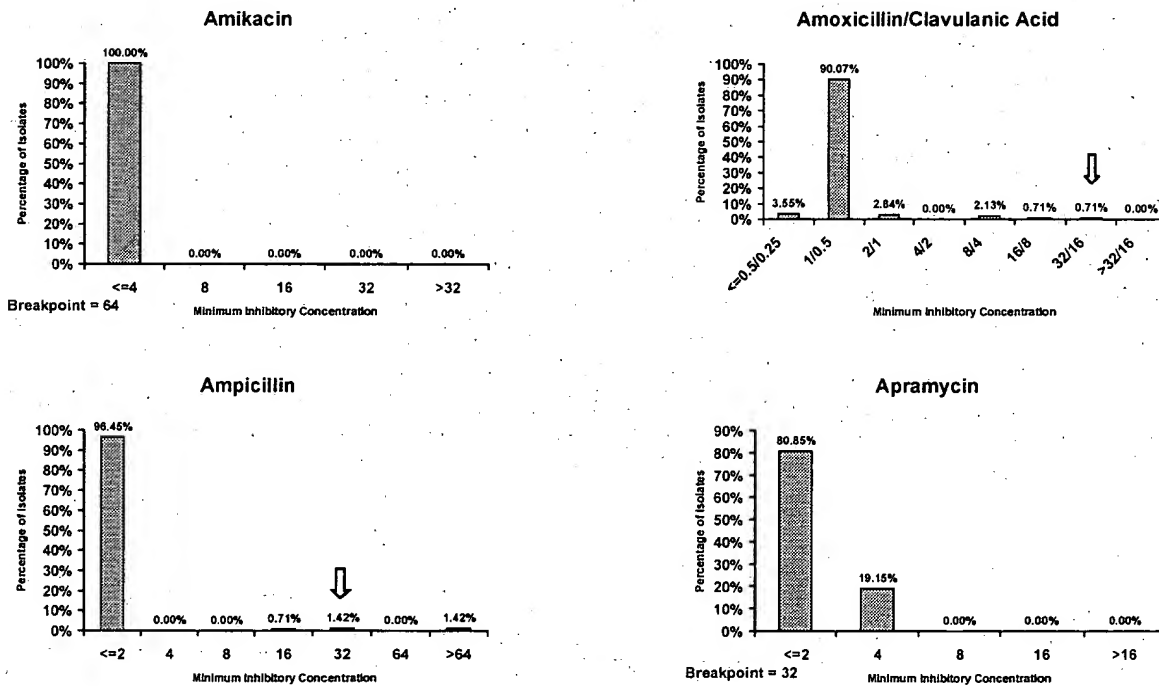 Amikacin
100.00%
100%
90%
80%
70%
60%
50%
40%
30%
20%
10%
0%
Percentage of Isolates
0.00% 0.00% 0.00% 0.00%
<=4 8 16 32 >32
Breakpoint = 64
Minimum Inhibitory Concentration
Amoxicillin/Clavulanic Acid
90.07%
100%
90%
80%
70%
60%
50%
40%
30%
20%
10%
0%
Percentage of Isolates
3.55% 2.84% 0.00% 2.13% 0.71% 0.71% 0.00%
<=0.5/0.25 1/0.5 2/1 4/2 8/4 16/8 32/16 >32/16
Minimum Inhibitory Concentration
Ampicillin
96.45%
100%
90%
80%
70%
60%
50%
40%
30%
20%
10%
0%
Percentage of Isolates
0.00% 0.00% 0.71% 1.42% 0.00% 1.42%
<=2 4 8 16 32 64 >64
Minimum Inhibitory Concentration
Apramycin
90%
80%
70%
60%
50%
40%
30%
20%
10%
0%
Percentage of Isolates
80.85%
19.15%
0.00% 0.00% 0.00%
<=2 4 8 16 >16
Breakpoint = 32
Minimum Inhibitory Concentration